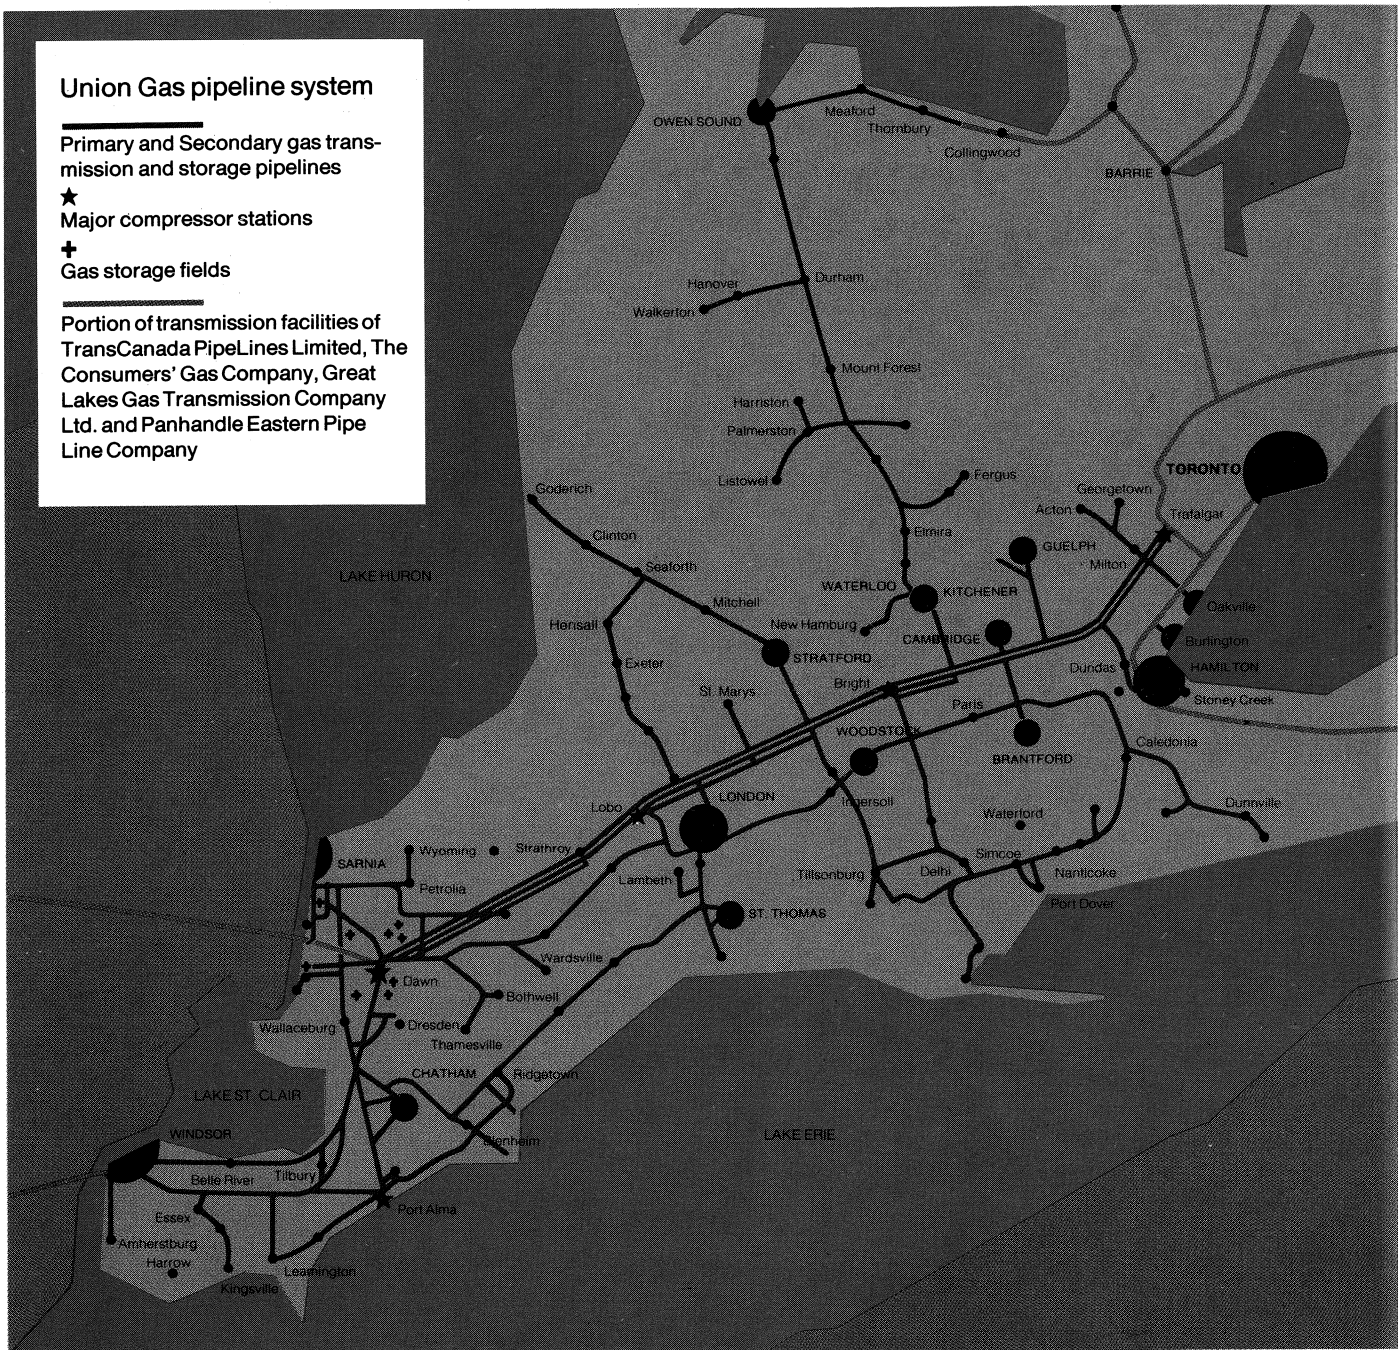 Union Gas pipeline system
Primary and Secondary gas trans-
mission and storage pipelines
Major compressor stations
Gas storage fields
Portion of transmission facilities of
TransCanada PipeLines Limited, The
Consumers' Gas Company, Great
Lakes Gas Transmission Company
Ltd. and Panhandle Eastern Pipe
Line Company
OWEN SOUND
Meaford
Thornbury
Collingwood
BARRIE
Hanover
Durham
Walkerton
Mount Forest
Harriston
Palmerston
Listowel
Fergus
TORONTO
Goderich
Georgetown
Acton
Trafalgar
Elmira
Clinton
GUELPH
Milton
Seaforth
LAKE HURON
WATERLOO
KITCHENER
Mitchell
Oakville
Hensall
New Hamburg
CAMBRIDGE
Burlington
Exeter
STRATFORD
Dundas
HAMILTON
Bright
St. Marys
Stoney Creek
Paris
WOODSTOCK
Caledonia
BRANTFORD
LONDON
Ingersoll
Lobo
Waterford
Dunnville
Strathroy
Wyoming
SARNIA
Simcoe
Petrolia
Lambeth
Tillsonburg
Delhi
Nanticoke
Port Dover
ST. THOMAS
Wardsville
Dawn
Bothwell
Wallaceburg
Dresden
Thamesville
CHATHAM
Ridgetown
LAKE ST. CLAIR
WINDSOR
Blenheim
LAKE ERIE
Belle River
Tilbury
Port Alma
Essex
Amherstburg
Harrow
Leamington
Kingsville